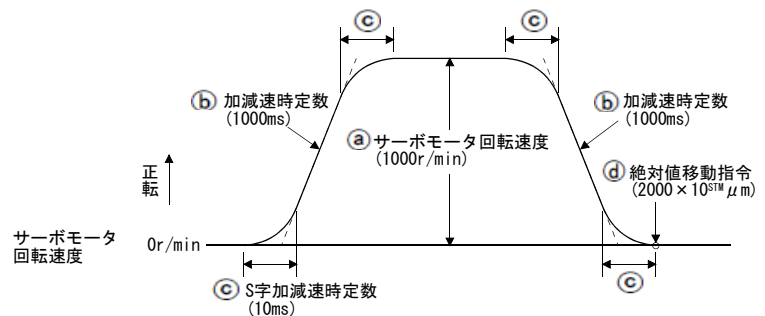 ⓒ ⓒ
ⓑ 加減速時定数
(1000ms)
ⓐ サーボモータ回転速度
(1000r/min)
ⓑ 加減速時定数
(1000ms)
ⓓ 絶対値移動指令
(2000×10STMμm)
正転
サーボモータ
回転速度
0r/min
ⓒ S字加減速時定数
(10ms)
ⓒ